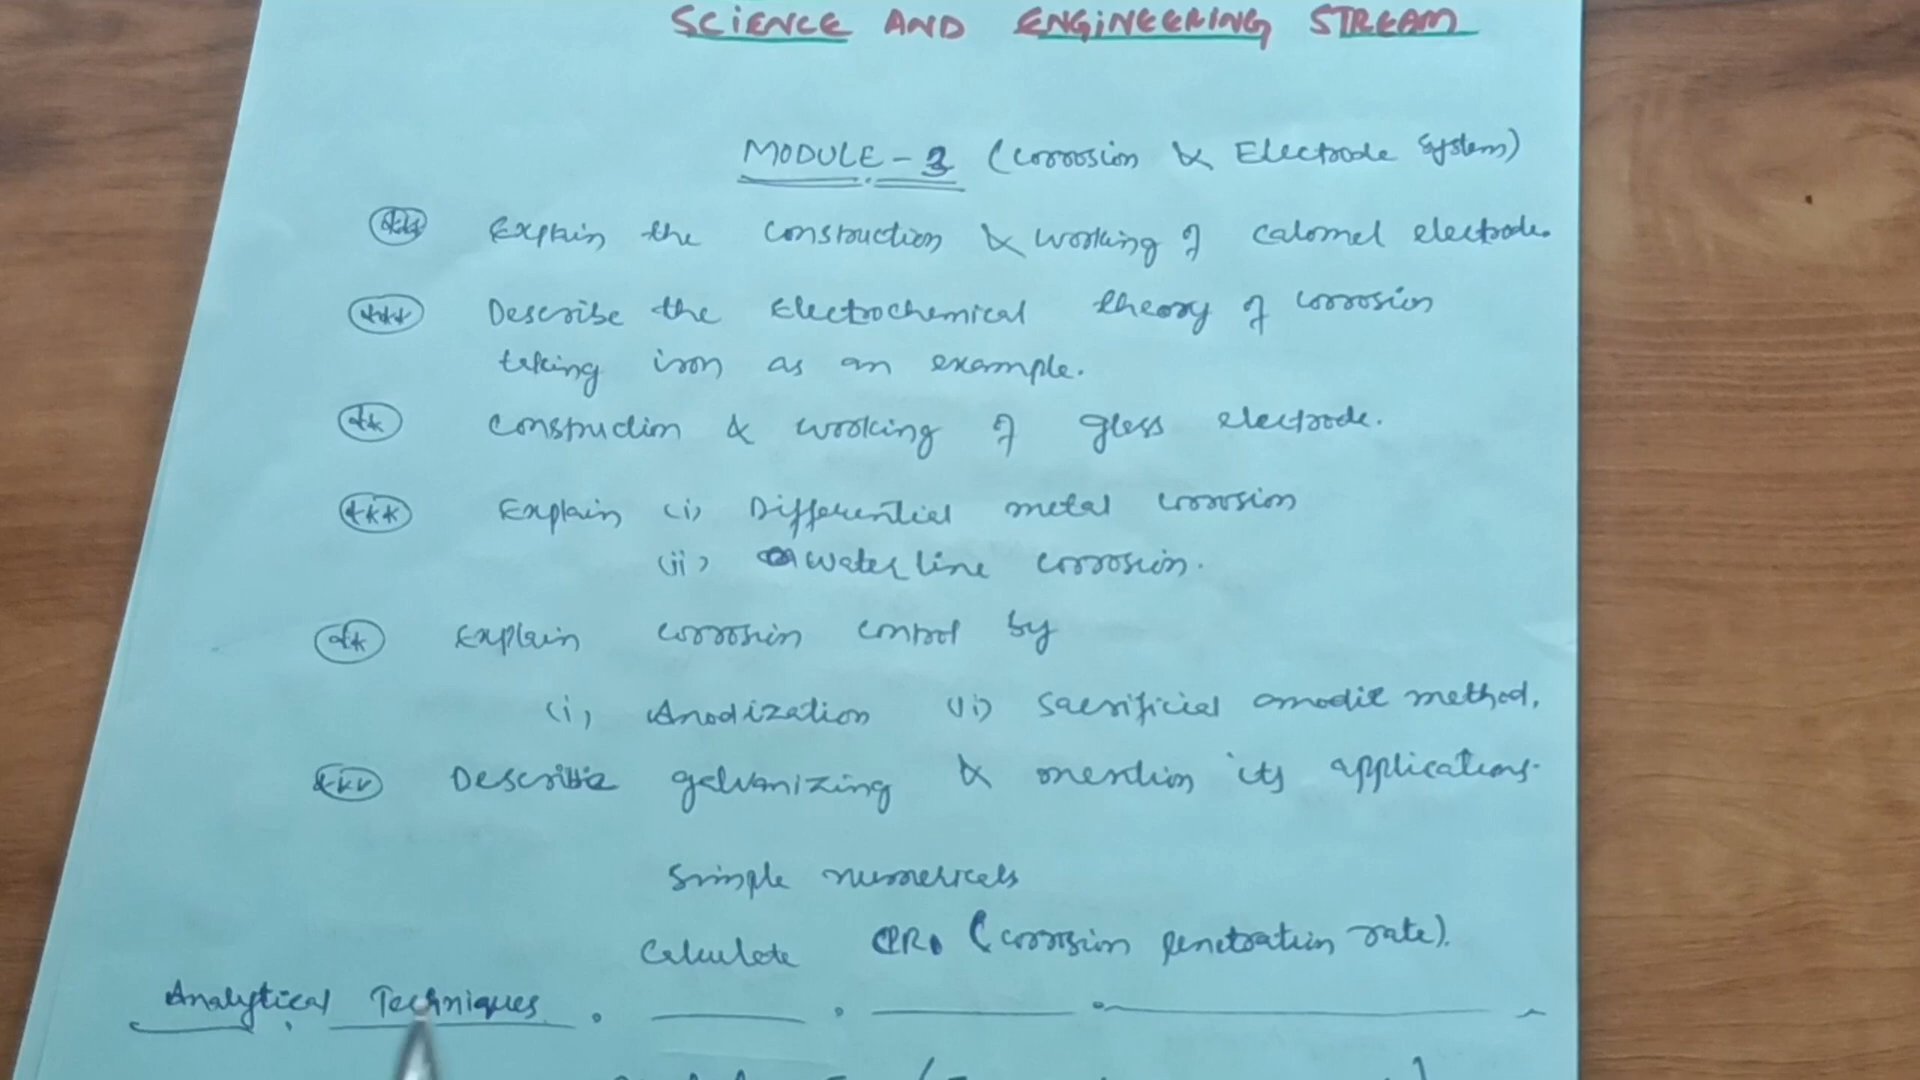 SCIENCE AND ENGINEERING STREAM
MODULE - 3 (Corrosion & Electrode System)
*** Explain the construction & working of calomel electrode.
*** Describe the Electrochemical theory of corrosion
taking iron as an example.
** Construction & working of glass electrode.
*** Explain (i) Differential metal corrosion
(ii) Water line corrosion.
** Explain corrosion control by
(i) Anodization (ii) Sacrificial anodic method.
*** Describe galvanizing & mention its applications.
Simple numericals
Calculate CPR. (corrosion penetration rate).
Analytical Techniques.